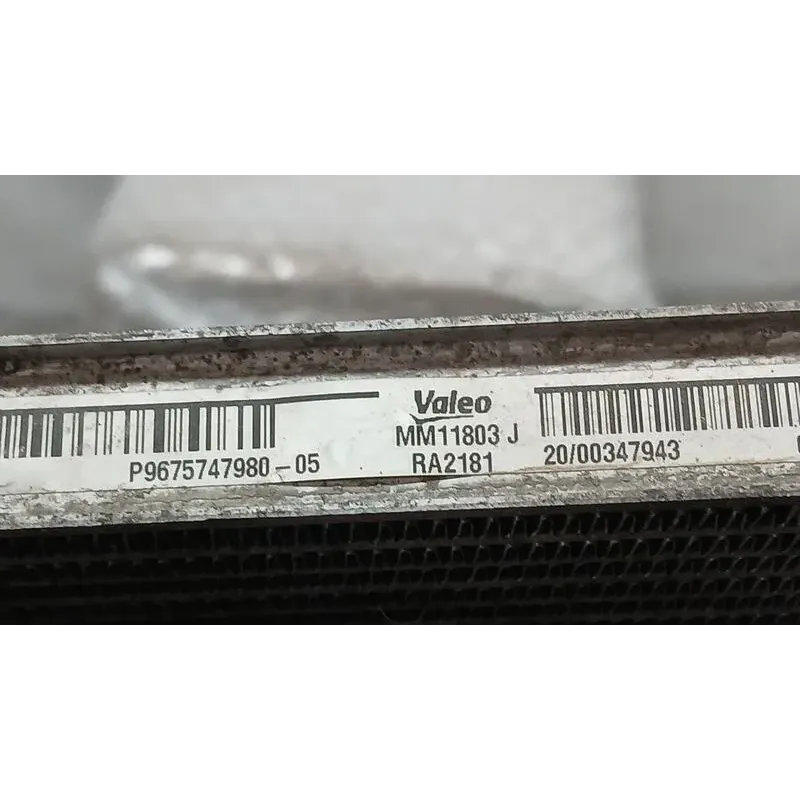 Valeo
P9675747980-05
MM11803 J
20/00347943
RA2181